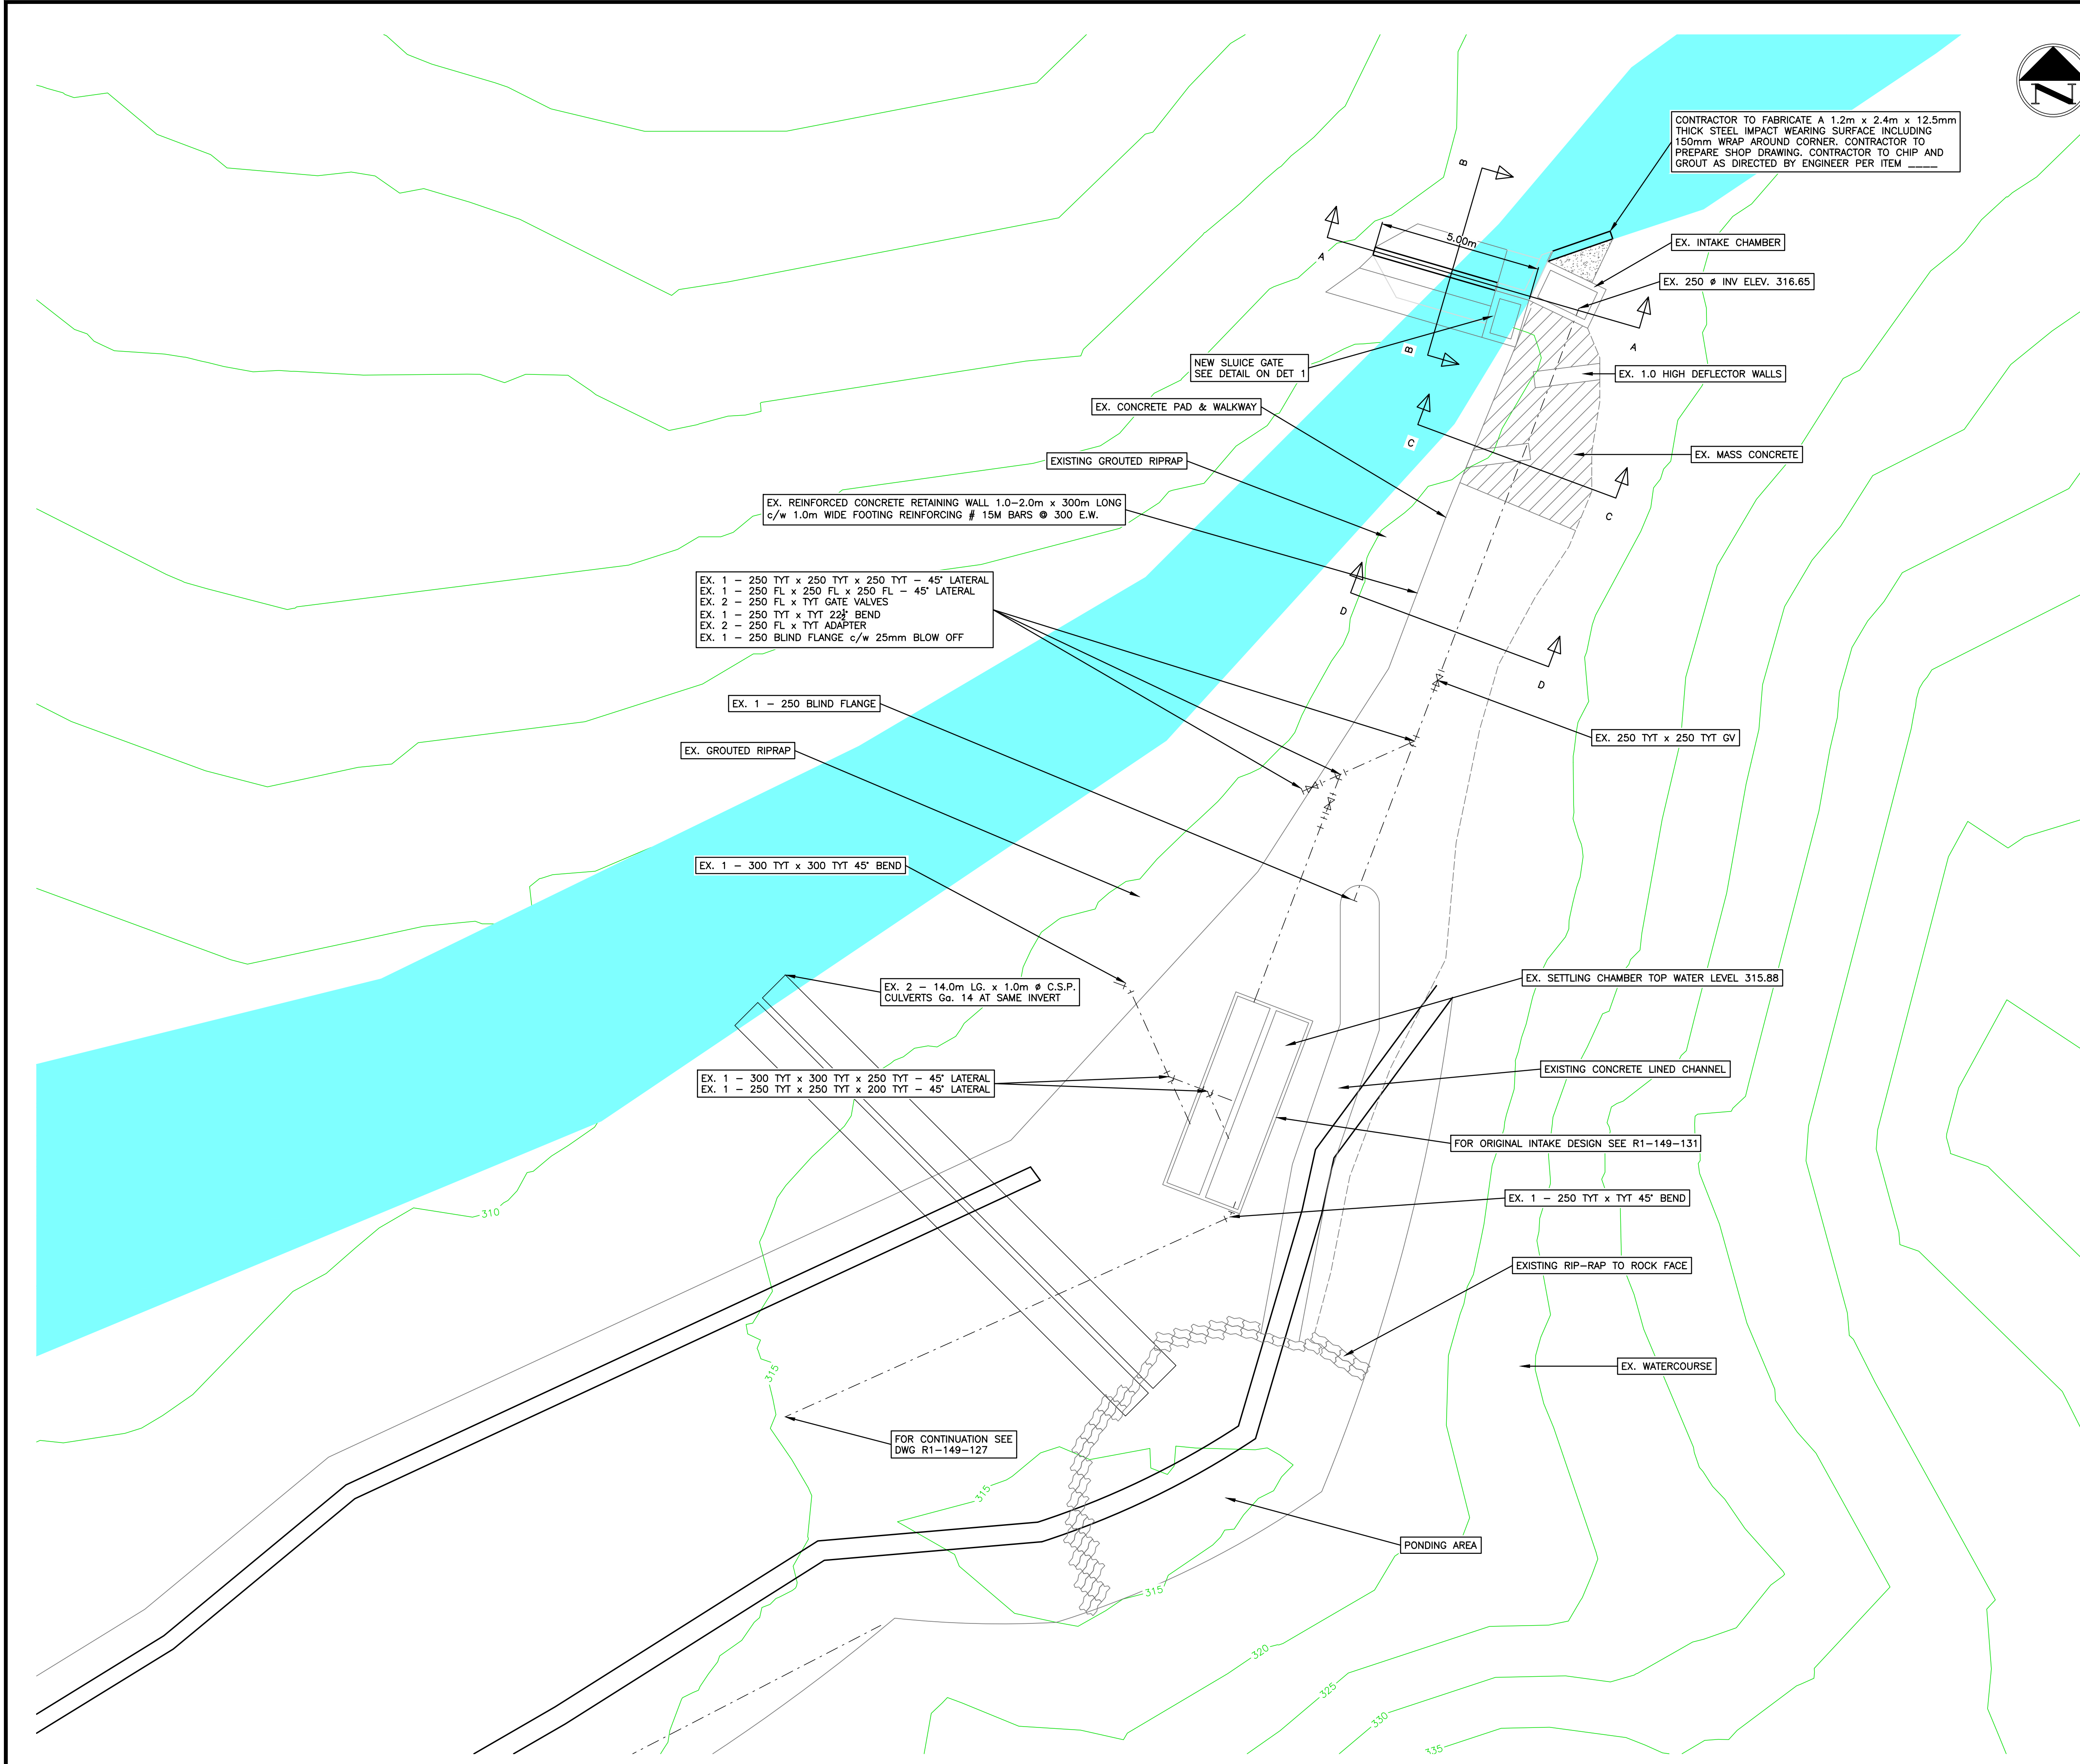 N
CONTRACTOR TO FABRICATE A 1.2m x 2.4m x 12.5mm
THICK STEEL IMPACT WEARING SURFACE INCLUDING
150mm WRAP AROUND CORNER. CONTRACTOR TO
PREPARE SHOP DRAWING. CONTRACTOR TO CHIP AND
GROUT AS DIRECTED BY ENGINEER PER ITEM ____
B
5.00m
A
EX. INTAKE CHAMBER
EX. 250 ø INV ELEV. 316.65
A
B
NEW SLUICE GATE
SEE DETAIL ON DET 1
EX. 1.0 HIGH DEFLECTOR WALLS
EX. CONCRETE PAD & WALKWAY
C
EXISTING GROUTED RIPRAP
EX. MASS CONCRETE
EX. REINFORCED CONCRETE RETAINING WALL 1.0-2.0m x 300m LONG
c/w 1.0m WIDE FOOTING REINFORCING # 15M BARS @ 300 E.W.
C
EX. 1 - 250 TYT x 250 TYT x 250 TYT - 45° LATERAL
EX. 1 - 250 FL x 250 FL x 250 FL - 45° LATERAL
EX. 2 - 250 FL x TYT GATE VALVES
EX. 1 - 250 TYT x TYT 22½° BEND
EX. 2 - 250 FL x TYT ADAPTER
EX. 1 - 250 BLIND FLANGE c/w 25mm BLOW OFF
D
D
EX. 1 - 250 BLIND FLANGE
EX. 250 TYT x 250 TYT GV
EX. GROUTED RIPRAP
EX. 1 - 300 TYT x 300 TYT 45° BEND
EX. SETTLING CHAMBER TOP WATER LEVEL 315.88
EX. 2 - 14.0m LG. x 1.0m ø C.S.P.
CULVERTS Ga. 14 AT SAME INVERT
EXISTING CONCRETE LINED CHANNEL
EX. 1 - 300 TYT x 300 TYT x 250 TYT - 45° LATERAL
EX. 1 - 250 TYT x 250 TYT x 200 TYT - 45° LATERAL
FOR ORIGINAL INTAKE DESIGN SEE R1-149-131
EX. 1 - 250 TYT x TYT 45° BEND
310
EXISTING RIP-RAP TO ROCK FACE
EX. WATERCOURSE
315
FOR CONTINUATION SEE
DWG R1-149-127
315
PONDING AREA
315
320
325
330
335